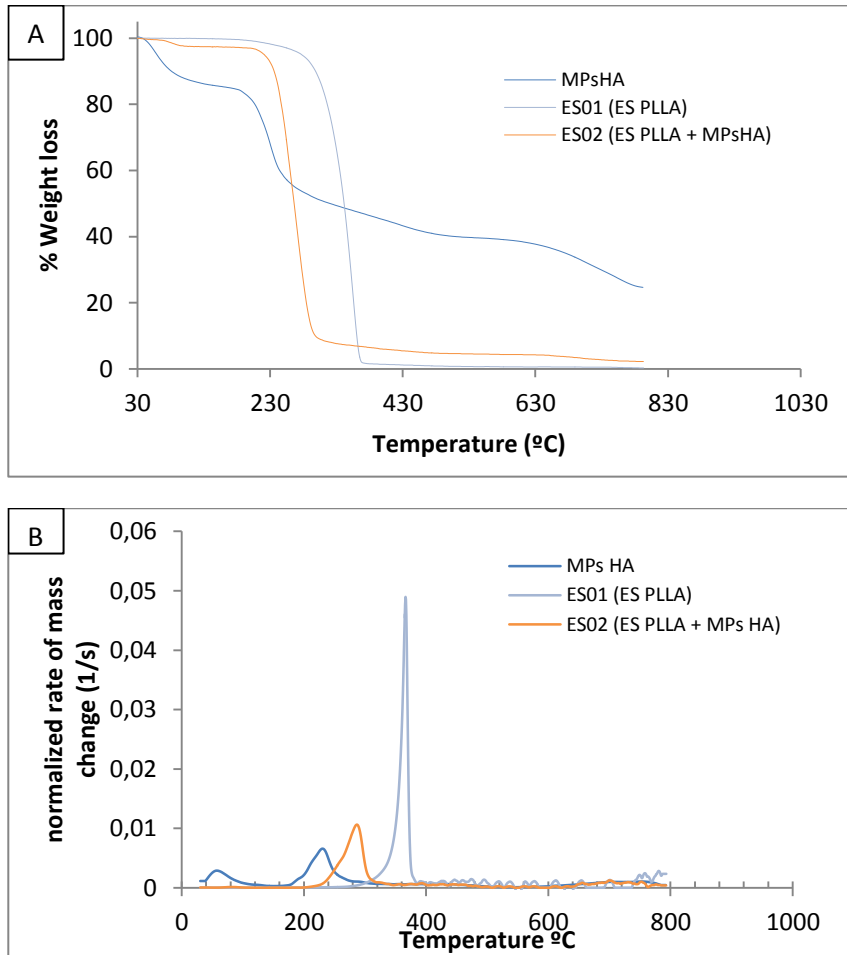 A
100
80
60
40
20
0
% Weight loss
MPsHA
ES01 (ES PLLA)
ES02 (ES PLLA + MPsHA)
30 230 430 630 830 1030
Temperature (ºC)
B
0,06
0,05
0,04
0,03
0,02
0,01
0
normalized rate of mass
change (1/s)
MPs HA
ES01 (ES PLLA)
ES02 (ES PLLA + MPs HA)
0 200 400 600 800 1000
Temperature ºC